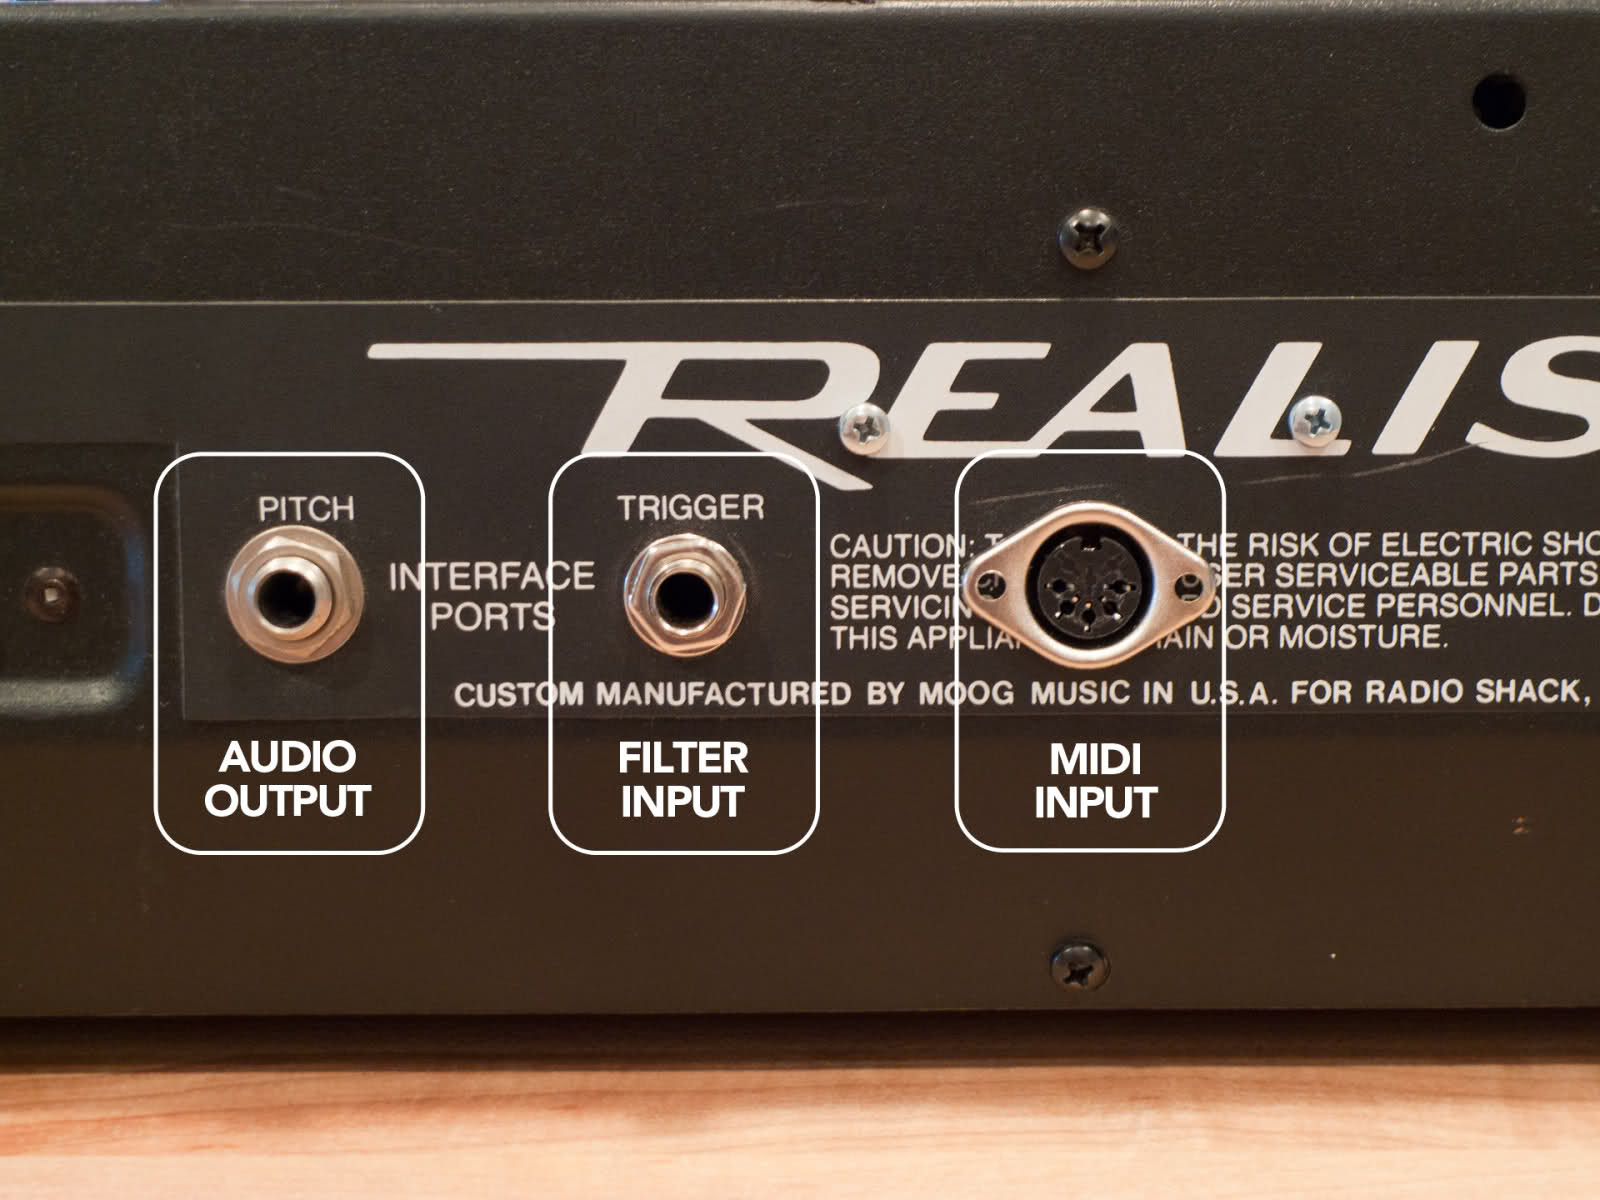 REALIS
PITCH
TRIGGER
INTERFACE
PORTS
CAUTION: THE RISK OF ELECTRIC SHO
REMOVE SER SERVICEABLE PARTS
SERVICIN D SERVICE PERSONNEL. D
THIS APPLIA AIN OR MOISTURE.
CUSTOM MANUFACTURED BY MOOG MUSIC IN U.S.A. FOR RADIO SHACK,
AUDIO
OUTPUT
FILTER
INPUT
MIDI
INPUT